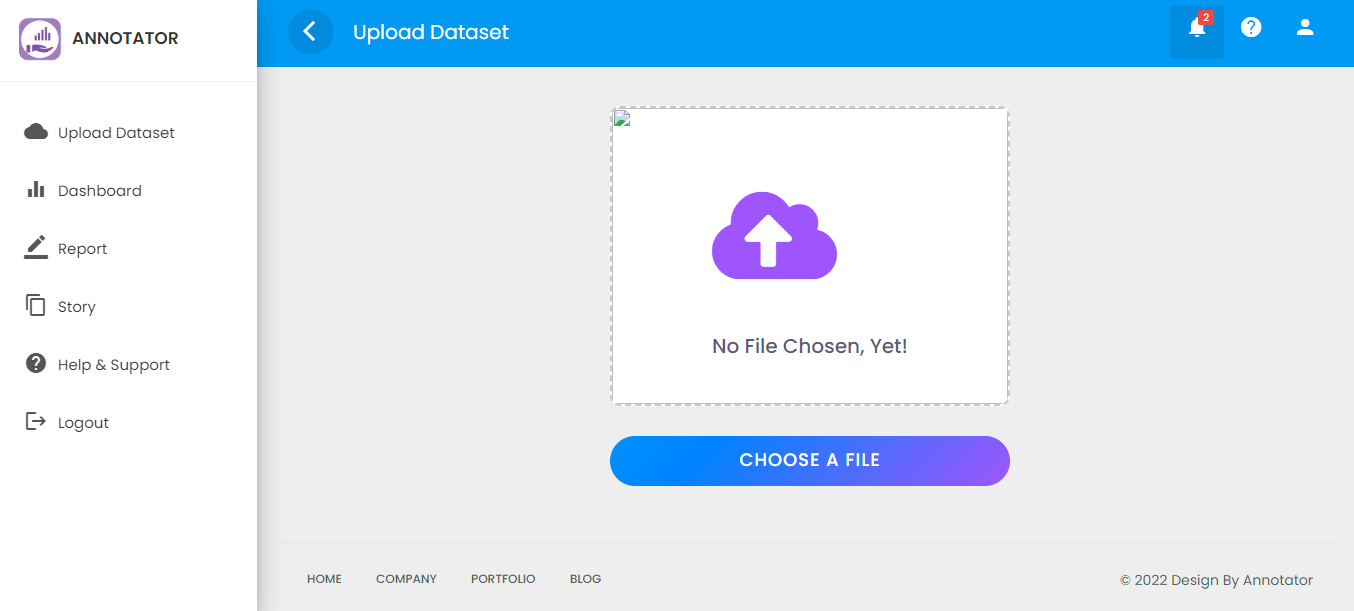 ANNOTATOR
Upload Dataset
2
Upload Dataset
Dashboard
Report
Story
Help & Support
Logout
No File Chosen, Yet!
CHOOSE A FILE
HOME COMPANY PORTFOLIO BLOG
© 2022 Design By Annotator